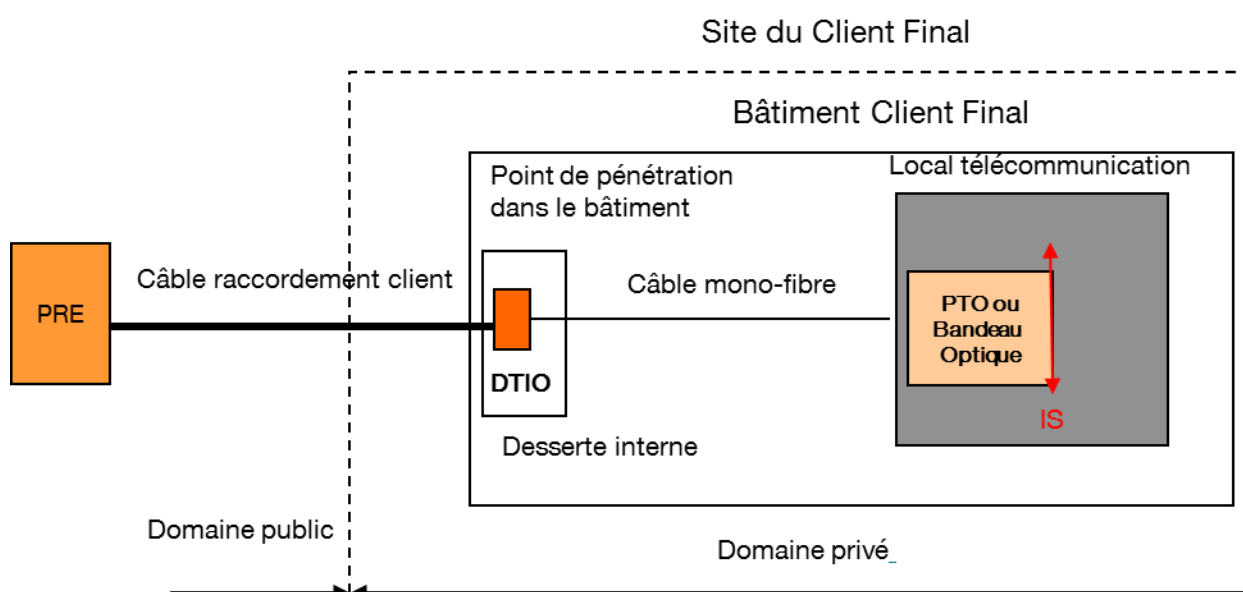 Site du Client Final
Bâtiment Client Final
Point de pénétration
dans le bâtiment
Local télécommunication
Câble raccordement client
Câble mono-fibre
PRE
PTO ou
Bandeau
Optique
DTIO
IS
Desserte interne
Domaine public
Domaine privé